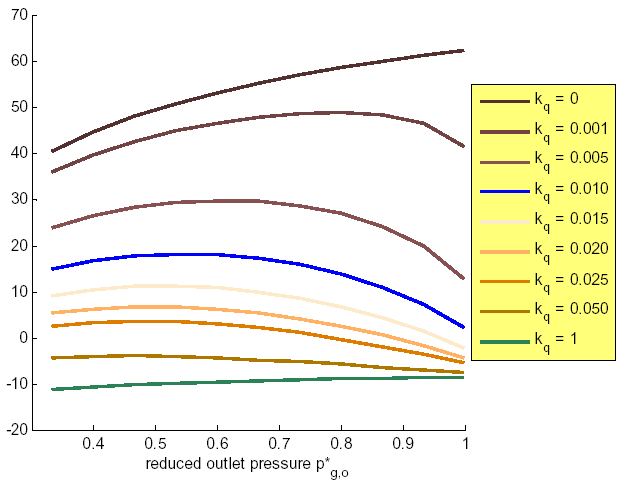 70
60
50
40
30
20
10
0
-10
-20
0.4 0.5 0.6 0.7 0.8 0.9 1
reduced outlet pressure p*g,o
kq = 0
kq = 0.001
kq = 0.005
kq = 0.010
kq = 0.015
kq = 0.020
kq = 0.025
kq = 0.050
kq = 1